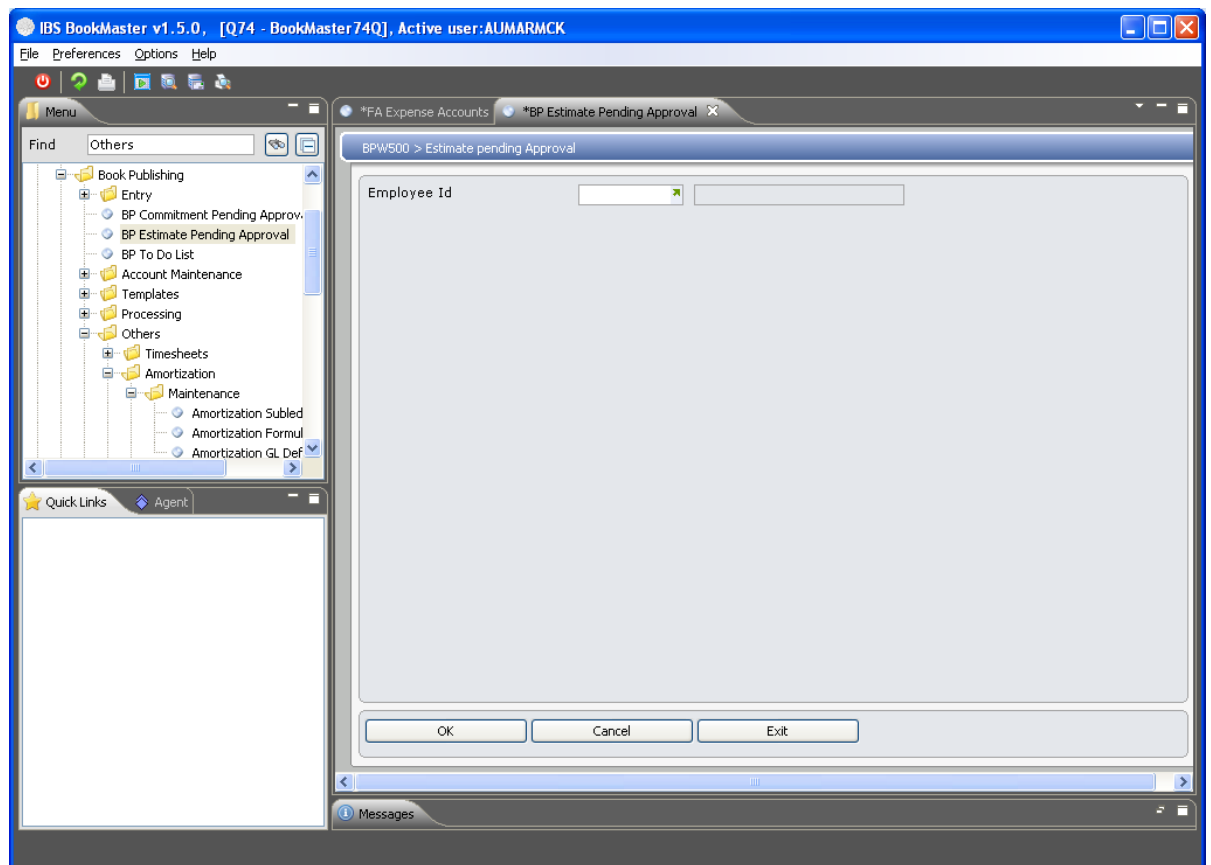 IBS BookMaster v1.5.0, [Q74 - BookMaster74Q], Active user:AUMARMCK
File Preferences Options Help
Menu
Find Others
Book Publishing
Entry
BP Commitment Pending Approv
BP Estimate Pending Approval
BP To Do List
Account Maintenance
Templates
Processing
Others
Timesheets
Amortization
Maintenance
Amortization Subled
Amortization Formul
Amortization GL Def
Quick Links Agent
*FA Expense Accounts *BP Estimate Pending Approval
BPW500 > Estimate pending Approval
Employee Id
OK Cancel Exit
Messages